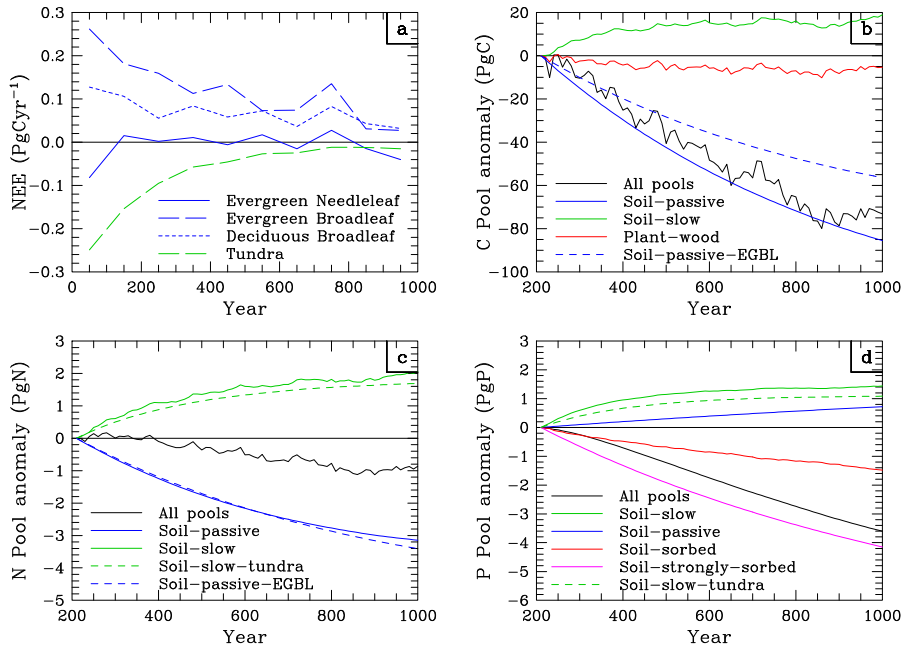 a
0.3
0.2
0.1
0.0
−0.1
−0.2
−0.3
NEE (PgCyr⁻¹)
Evergreen Needleleaf
Evergreen Broadleaf
Deciduous Broadleaf
Tundra
0 200 400 600 800 1000
Year
b
20
0
−20
−40
−60
−80
−100
C Pool anomaly (PgC)
All pools
Soil−passive
Soil−slow
Plant−wood
Soil−passive−EGBL
200 400 600 800 1000
Year
c
3
2
1
0
−1
−2
−3
−4
−5
N Pool anomaly (PgN)
All pools
Soil−passive
Soil−slow
Soil−slow−tundra
Soil−passive−EGBL
200 400 600 800 1000
Year
d
3
2
1
0
−1
−2
−3
−4
−5
−6
P Pool anomaly (PgP)
All pools
Soil−slow
Soil−passive
Soil−sorbed
Soil−strongly−sorbed
Soil−slow−tundra
200 400 600 800 1000
Year